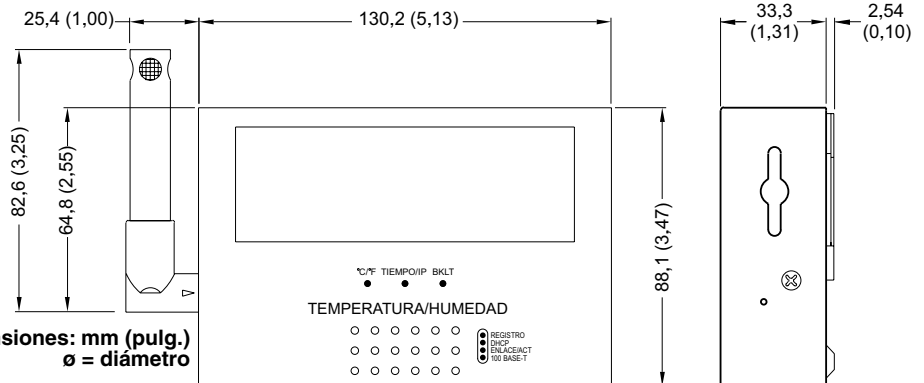 25,4 (1,00)
130,2 (5,13)
33,3
(1,31)
2,54
(0,10)
82,6 (3,25)
64,8 (2,55)
88,1 (3,47)
°C/°F TIEMPO/IP BKLT
TEMPERATURA/HUMEDAD
REGISTRO
DHCP
ENLACE/ACT
100 BASE-T
siones: mm (pulg.)
ø = diámetro